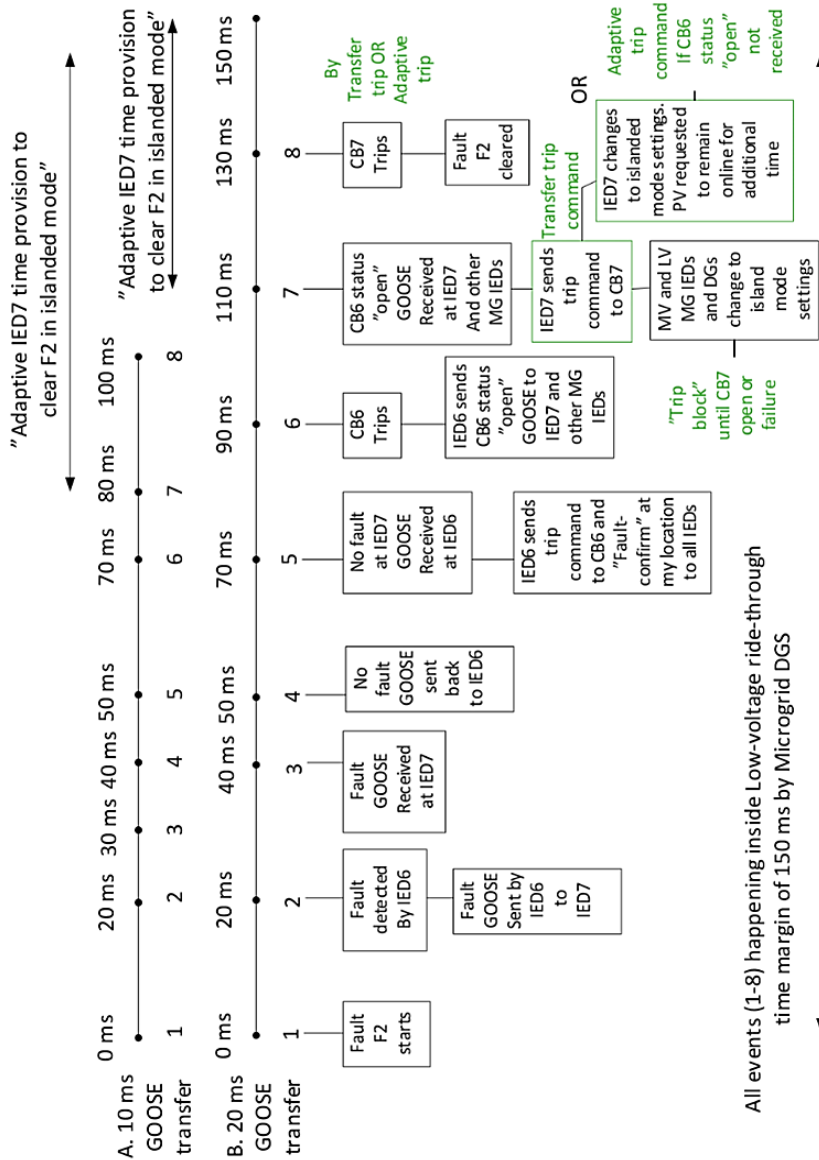 "Adaptive IED7 time provision to
clear F2 in islanded mode"
"Adaptive IED7 time provision
to clear F2 in islanded mode"
A. 10 ms
GOOSE
transfer
0 ms
20 ms
30 ms
40 ms
50 ms
70 ms
80 ms
100 ms
1
2
3
4
5
6
7
8
B. 20 ms
GOOSE
transfer
0 ms
20 ms
40 ms
50 ms
70 ms
90 ms
110 ms
130 ms
150 ms
1
2
3
4
5
6
7
8
Fault
F2
starts
Fault
detected
By IED6
Fault
GOOSE
Sent by
IED6
to
IED7
Fault
GOOSE
Received
at IED7
No
fault
GOOSE
sent
back
to IED6
No fault
at IED7
GOOSE
Received
at IED6
IED6 sends
trip
command
to CB6 and
"Fault-
confirm" at
my location
to all IEDs
CB6
Trips
IED6 sends
CB6 status
"open"
GOOSE to
IED7 and
other MG
IEDs
CB6 status
"open"
GOOSE
Received
at IED7
And other
MG IEDs
IED7 sends
trip
command
to CB7
Transfer trip
command
MV and LV
MG IEDs
and DGs
change to
island
mode
settings
"Trip
block"
until CB7
open or
failure
By
Transfer
trip OR
Adaptive
trip
CB7
Trips
Fault
F2
cleared
IED7 changes
to islanded
mode settings.
PV requested
to remain
online for
additional
time
OR
Adaptive
trip
command
If CB6
status
"open"
not
received
All events (1-8) happening inside Low-voltage ride-through
time margin of 150 ms by Microgrid DGS